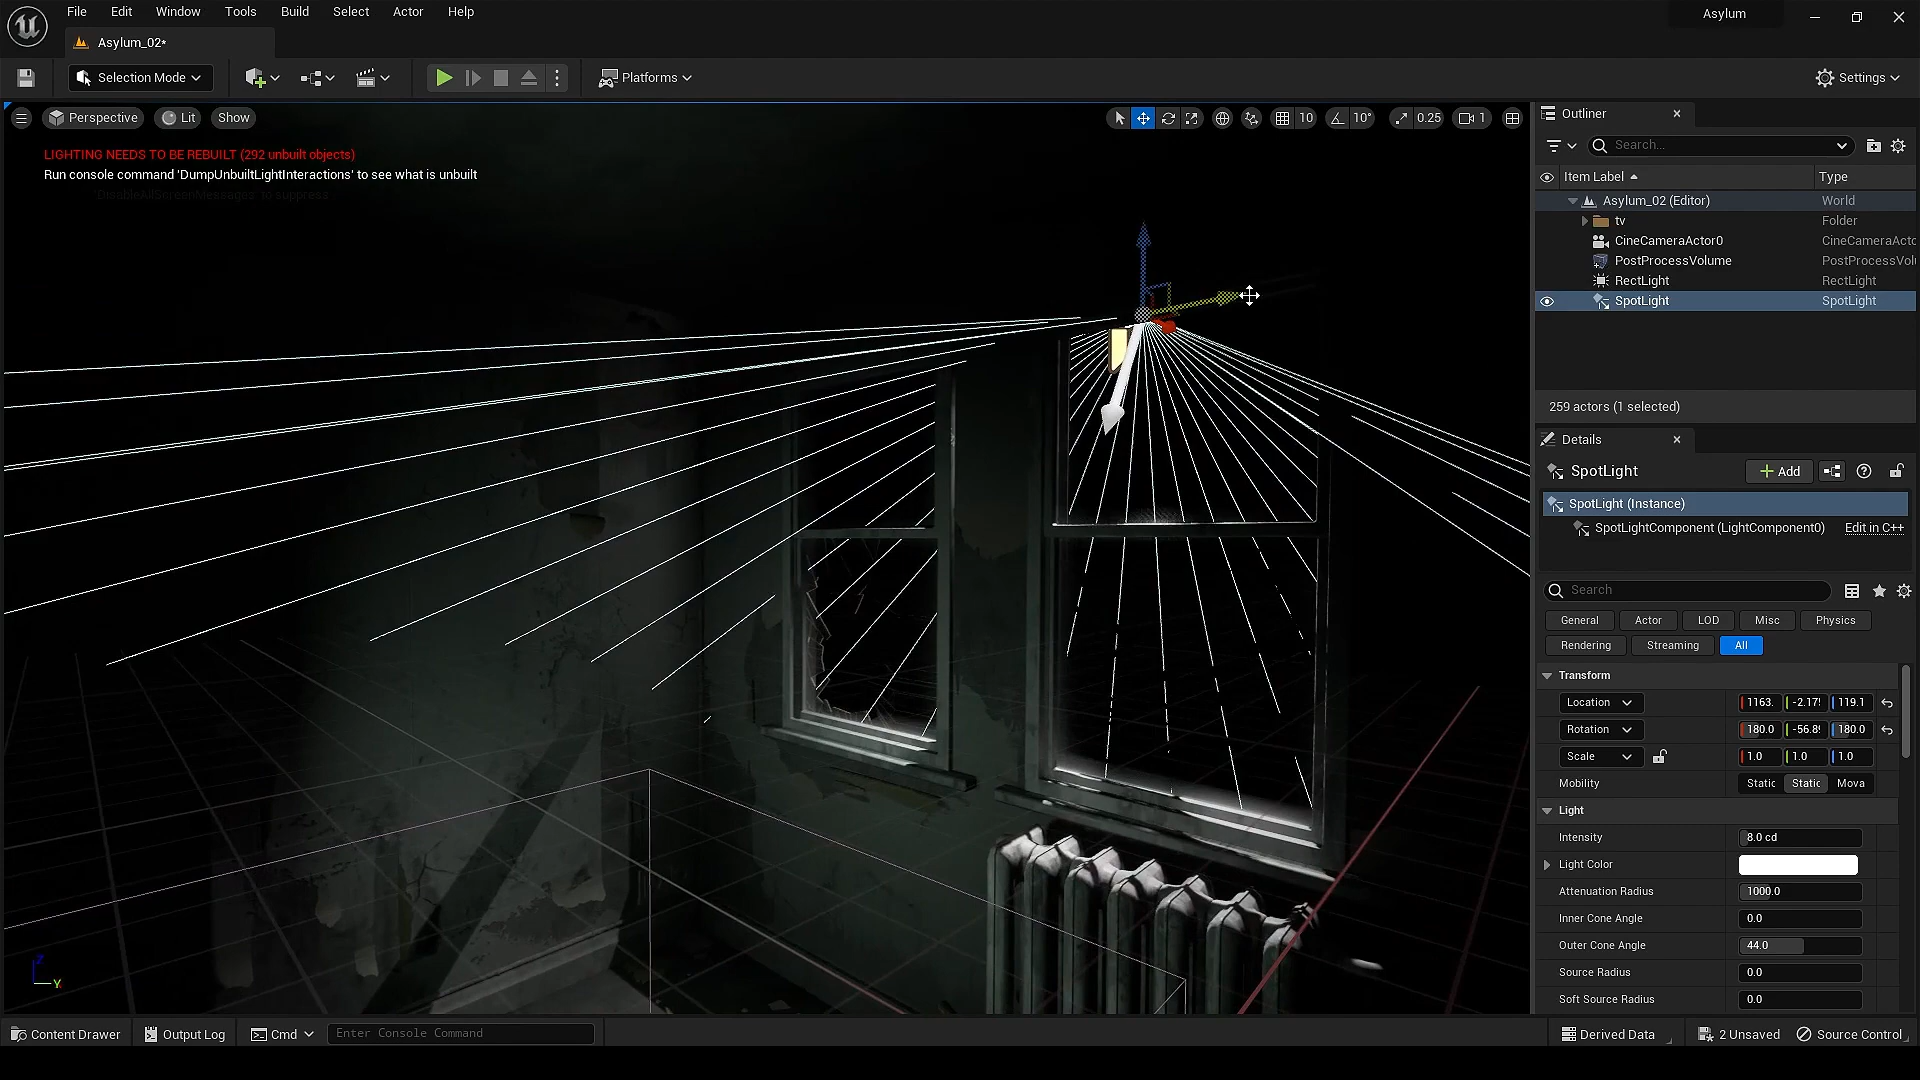 File Edit Window Tools Build Select Actor Help
Asylum
Asylum_02*
Selection Mode
Platforms
Settings
Perspective Lit Show
10 10° 0.25 1
LIGHTING NEEDS TO BE REBUILT (292 unbuilt objects)
Run console command 'DumpUnbuiltLightInteractions' to see what is unbuilt
'DisableAllScreenMessages' to suppress
Outliner
Search...
Item Label Type
Asylum_02 (Editor) World
tv Folder
CineCameraActor0 CineCameraActo
PostProcessVolume PostProcessVolu
RectLight RectLight
SpotLight SpotLight
259 actors (1 selected)
Details
SpotLight Add
SpotLight (Instance)
SpotLightComponent (LightComponent0) Edit in C++
Search
General Actor LOD Misc Physics
Rendering Streaming All
Transform
Location 1163. -2.17 119.1
Rotation 180.0 -56.8 180.0
Scale 1.0 1.0 1.0
Mobility Static Static Mova
Light
Intensity 8.0 cd
Light Color
Attenuation Radius 1000.0
Inner Cone Angle 0.0
Outer Cone Angle 44.0
Source Radius 0.0
Soft Source Radius 0.0
Z
Y
Content Drawer Output Log Cmd Enter Console Command Derived Data 2 Unsaved Source Control